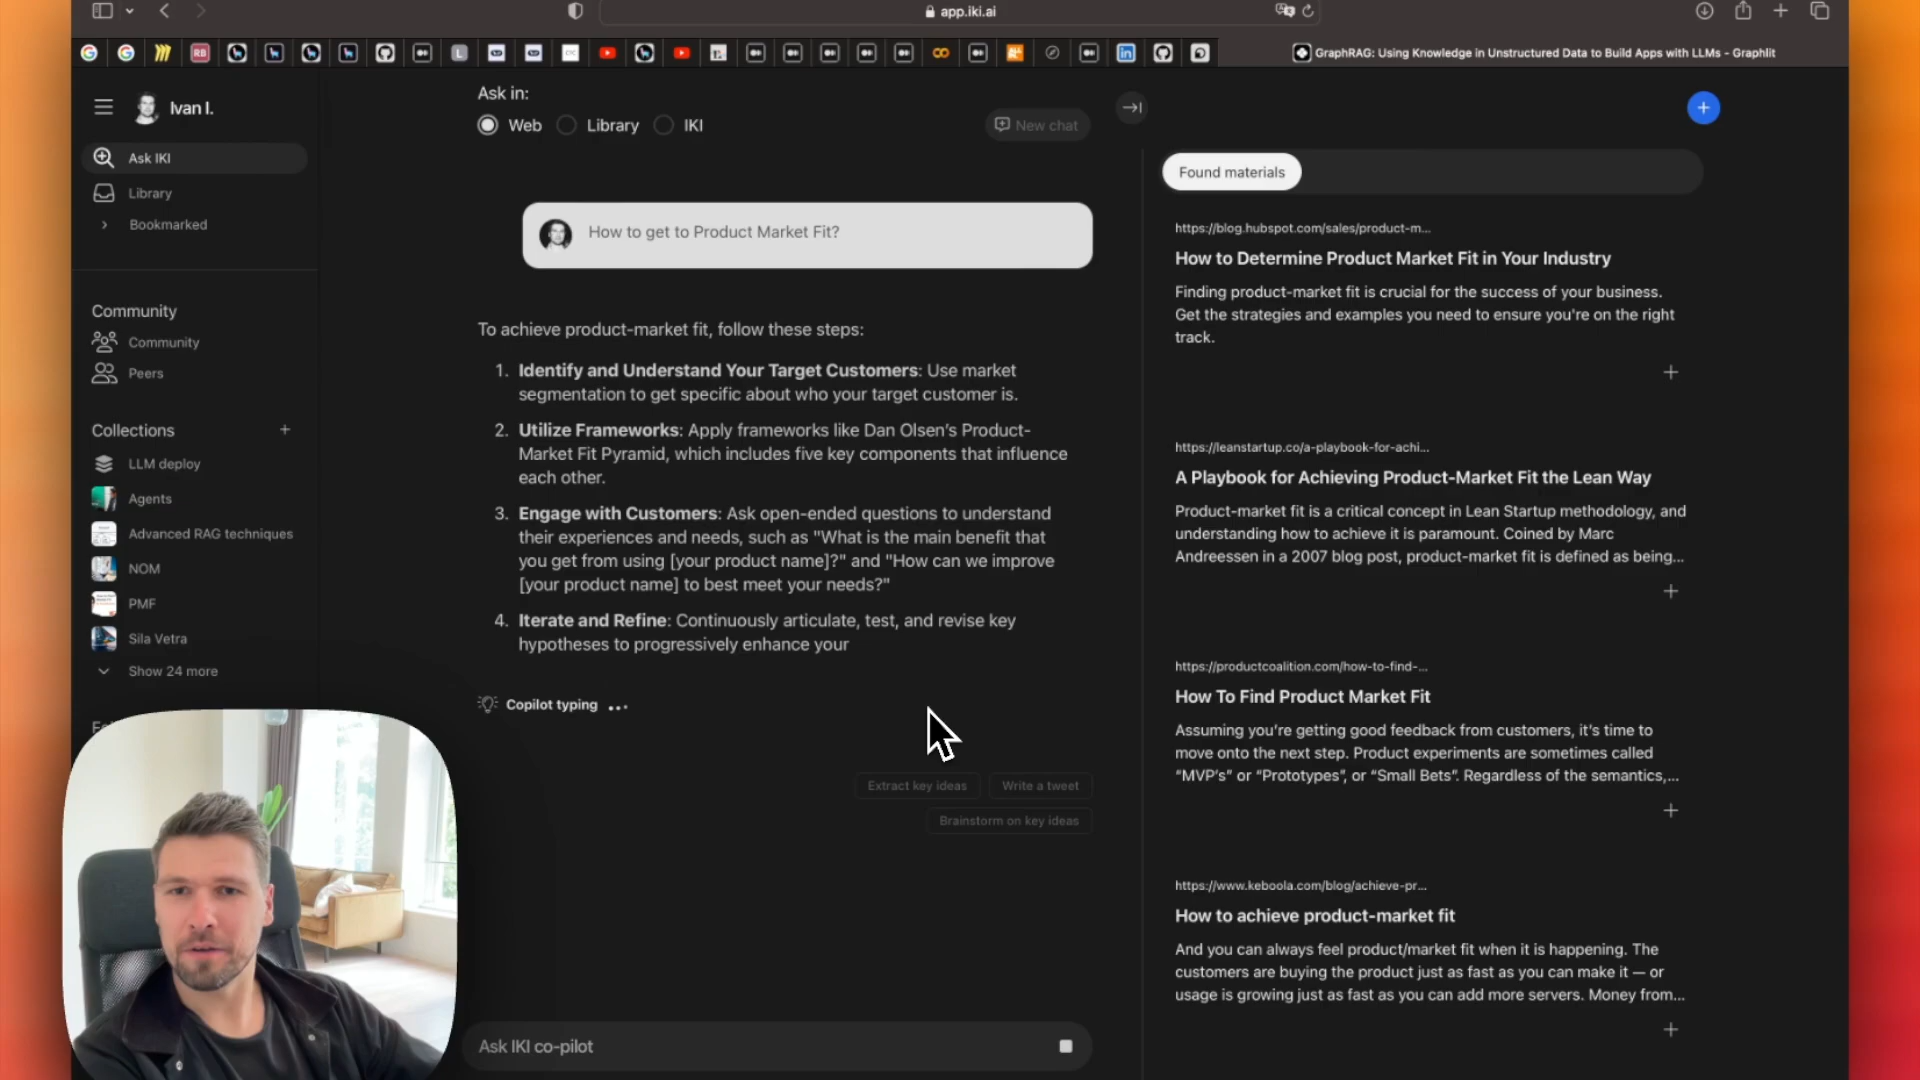 app.iki.ai
GraphRAG: Using Knowledge in Unstructured Data to Build Apps with LLMs - Graphlit
Ivan I.
Ask IKI
Library
Bookmarked
Community
Community
Peers
Collections
LLM deploy
Agents
Advanced RAG techniques
NOM
PMF
Sila Vetra
Show 24 more
Ask in:
Web
Library
IKI
New chat
How to get to Product Market Fit?
To achieve product-market fit, follow these steps:
1. Identify and Understand Your Target Customers: Use market
segmentation to get specific about who your target customer is.
2. Utilize Frameworks: Apply frameworks like Dan Olsen's Product-
Market Fit Pyramid, which includes five key components that influence
each other.
3. Engage with Customers: Ask open-ended questions to understand
their experiences and needs, such as "What is the main benefit that
you get from using [your product name]?" and "How can we improve
[your product name] to best meet your needs?"
4. Iterate and Refine: Continuously articulate, test, and revise key
hypotheses to progressively enhance your
Copilot typing ...
Extract key ideas
Write a tweet
Brainstorm on key ideas
Ask IKI co-pilot
Found materials
https://blog.hubspot.com/sales/product-m...
How to Determine Product Market Fit in Your Industry
Finding product-market fit is crucial for the success of your business.
Get the strategies and examples you need to ensure you're on the right
track.
https://leanstartup.co/a-playbook-for-achi...
A Playbook for Achieving Product-Market Fit the Lean Way
Product-market fit is a critical concept in Lean Startup methodology, and
understanding how to achieve it is paramount. Coined by Marc
Andreessen in a 2007 blog post, product-market fit is defined as being...
https://productcoalition.com/how-to-find-...
How To Find Product Market Fit
Assuming you're getting good feedback from customers, it's time to
move onto the next step. Product experiments are sometimes called
“MVP's” or “Prototypes”, or “Small Bets”. Regardless of the semantics,...
https://www.keboola.com/blog/achieve-pr...
How to achieve product-market fit
And you can always feel product/market fit when it is happening. The
customers are buying the product just as fast as you can make it — or
usage is growing just as fast as you can add more servers. Money from...